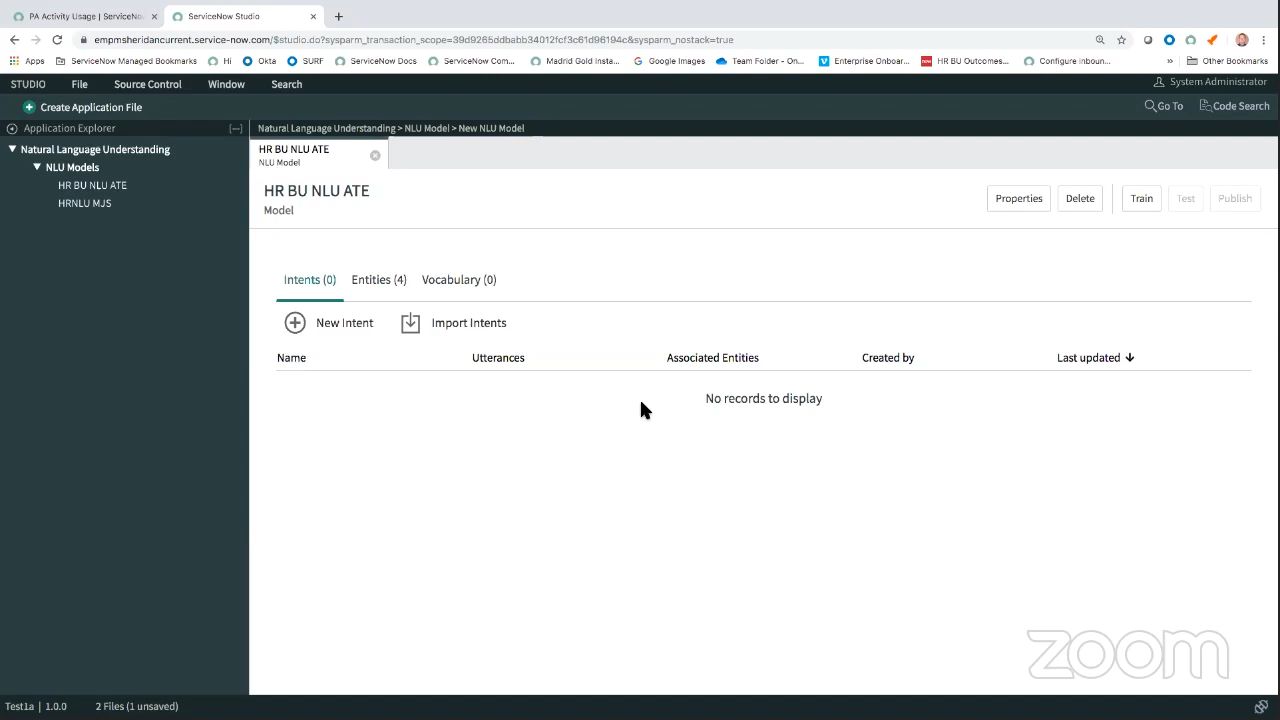 PA Activity Usage | ServiceNow
ServiceNow Studio
empmsheridancurrent.service-now.com/$studio.do?sysparm_transaction_scope=39d9265ddbabb34012fcf3c61d96194c&sysparm_nostack=true
Apps ServiceNow Managed Bookmarks Hi Okta SURF ServiceNow Docs ServiceNow Com... Madrid Gold Insta... Google Images Team Folder - On... Enterprise Onboar... HR BU Outcomes... Configure inboun... » Other Bookmarks
STUDIO File Source Control Window Search System Administrator
Create Application File Go To Code Search
Application Explorer
Natural Language Understanding > NLU Model > New NLU Model
Natural Language Understanding
NLU Models
HR BU NLU ATE
HRNLU MJS
HR BU NLU ATE
NLU Model
HR BU NLU ATE
Model
Properties Delete Train Test Publish
Intents (0) Entities (4) Vocabulary (0)
New Intent Import Intents
Name Utterances Associated Entities Created by Last updated
No records to display
zoom
Test1a | 1.0.0 2 Files (1 unsaved)